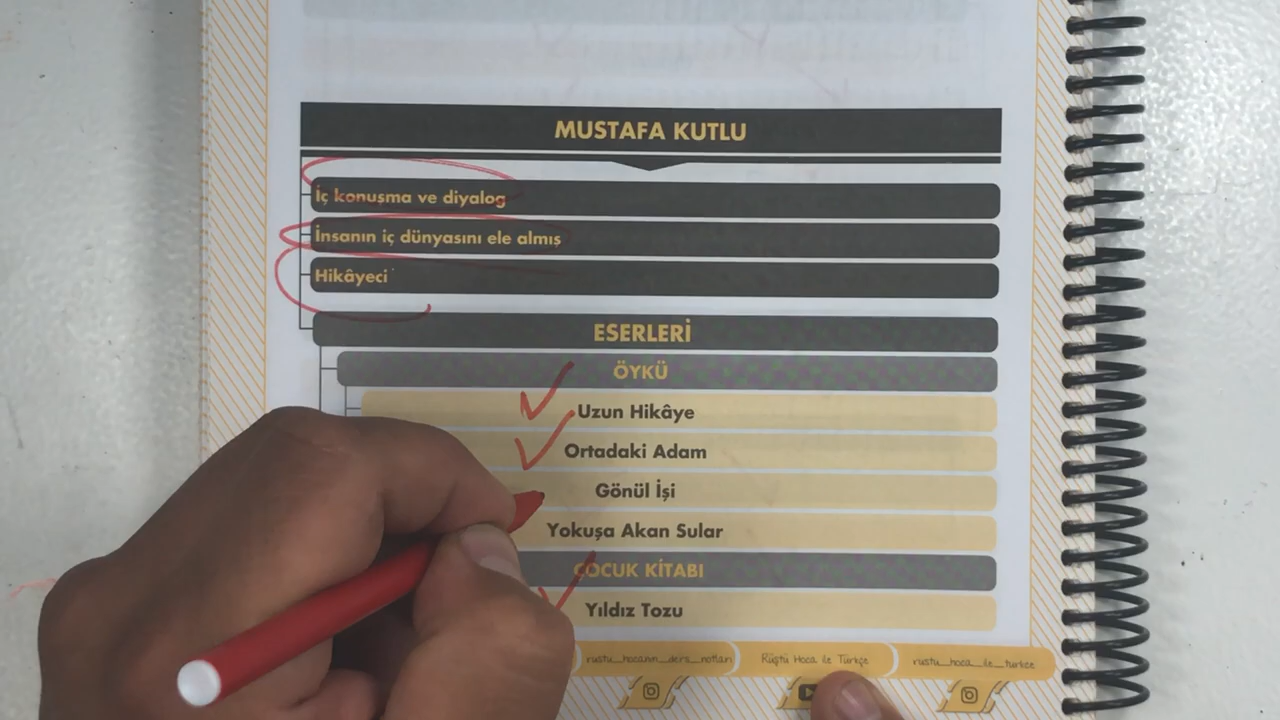 MUSTAFA KUTLU
İç konuşma ve diyalog
İnsanın iç dünyasını ele almış
Hikâyeci
ESERLERİ
ÖYKÜ
Uzun Hikâye
Ortadaki Adam
Gönül İşi
Yokuşa Akan Sular
ÇOCUK KİTABI
Yıldız Tozu
rustu_hocanın_ders_notları
Rüştü Hoca ile Türkçe
rustu_hoca_ile_turkce